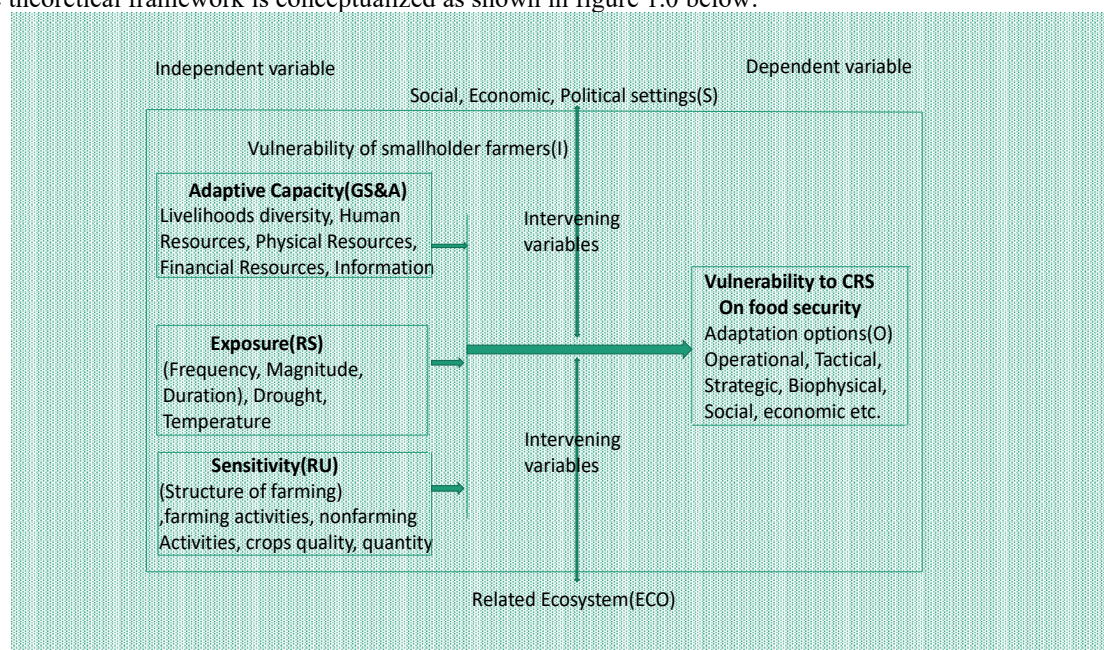 theoretical framework is conceptualized as shown in figure 1.0 below.
Independent variable
Dependent variable
Social, Economic, Political settings(S)
Vulnerability of smallholder farmers(I)
Adaptive Capacity(GS&A)
Livelihoods diversity, Human
Resources, Physical Resources,
Financial Resources, Information
Intervening
variables
Vulnerability to CRS
On food security
Adaptation options(O)
Operational, Tactical,
Strategic, Biophysical,
Social, economic etc.
Exposure(RS)
(Frequency, Magnitude,
Duration), Drought,
Temperature
Intervening
variables
Sensitivity(RU)
(Structure of farming)
,farming activities, nonfarming
Activities, crops quality, quantity
Related Ecosystem(ECO)